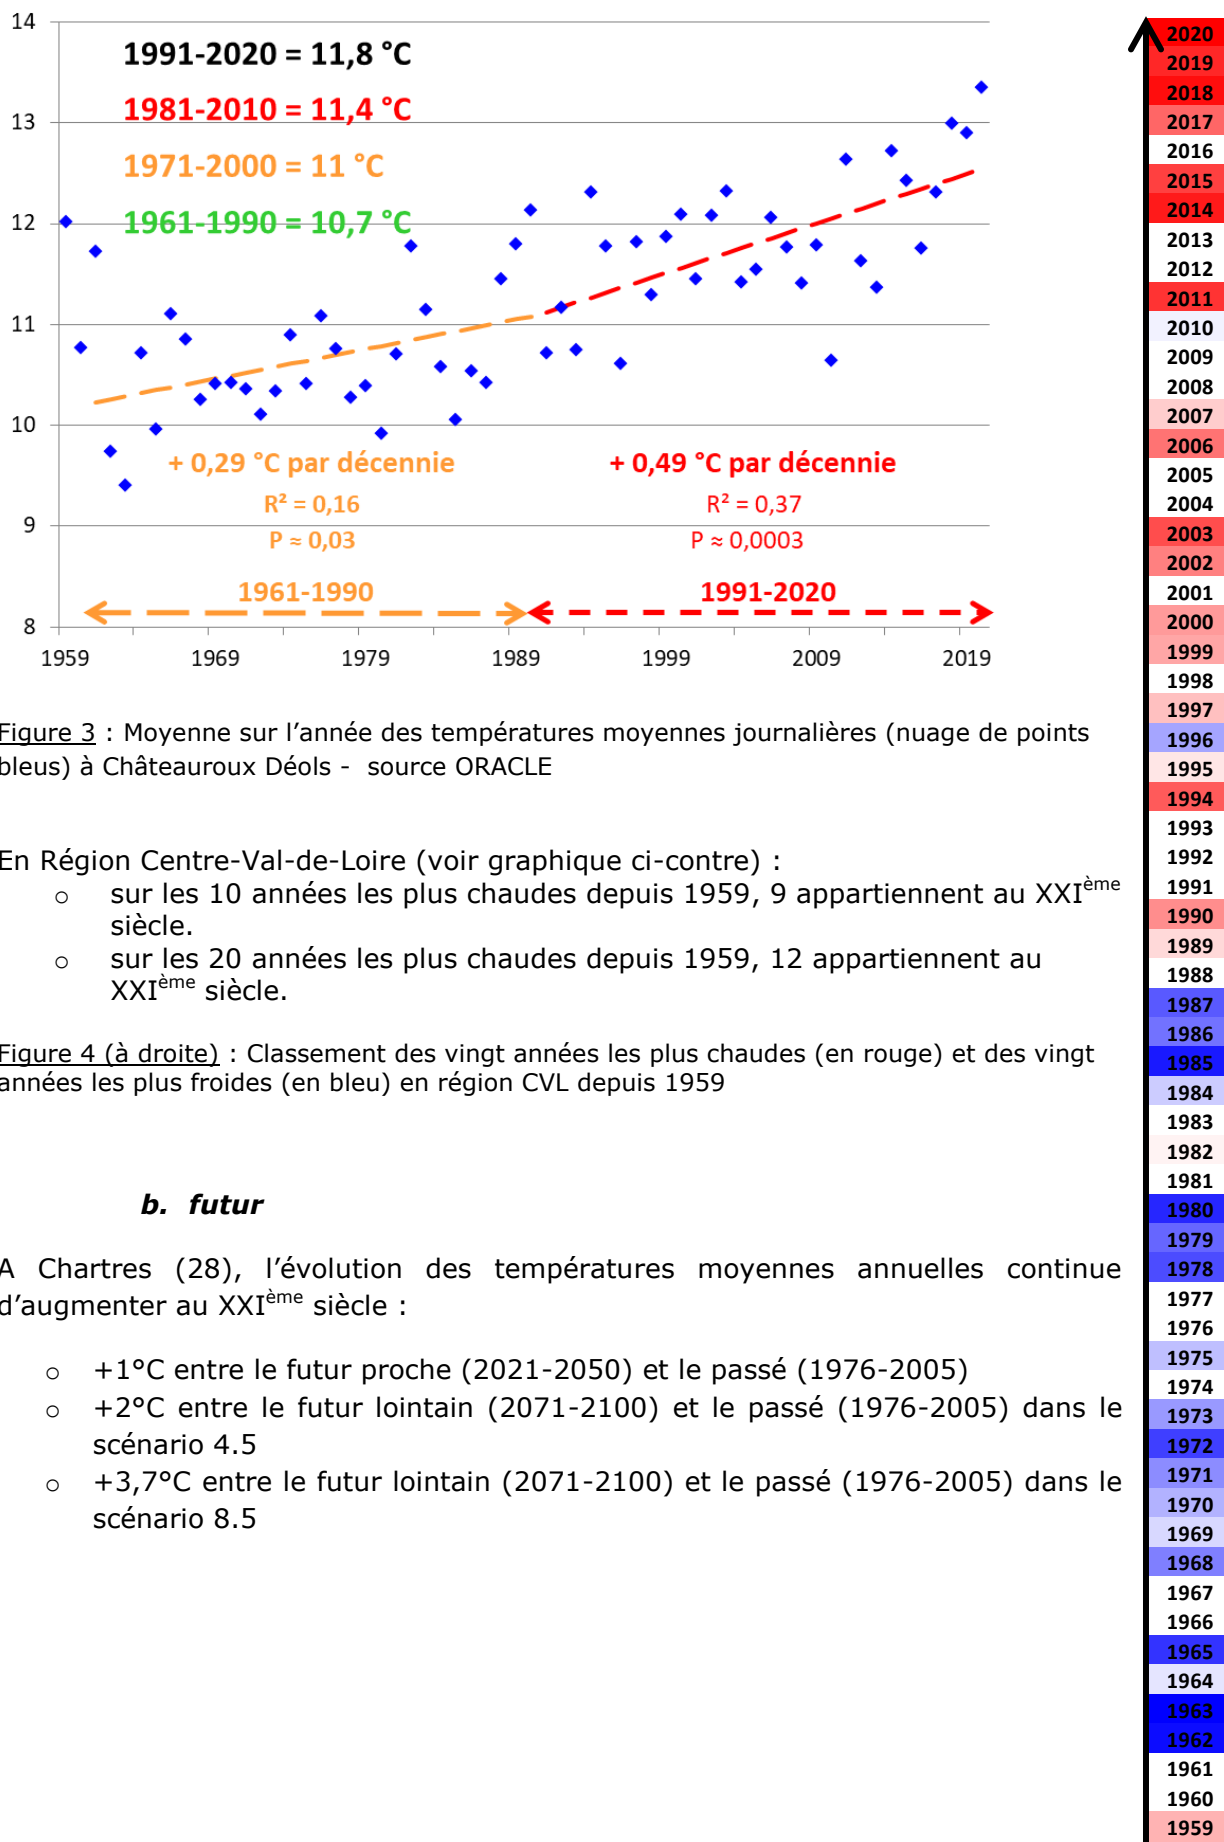 14
13
12
11
10
9
8
1991-2020 = 11,8 °C
1981-2010 = 11,4 °C
1971-2000 = 11 °C
1961-1990 = 10,7 °C
+ 0,29 °C par décennie
R² = 0,16
P ≈ 0,03
1961-1990
+ 0,49 °C par décennie
R² = 0,37
P ≈ 0,0003
1991-2020
1959 1969 1979 1989 1999 2009 2019
Figure 3 : Moyenne sur l’année des températures moyennes journalières (nuage de points
bleus) à Châteauroux Déols - source ORACLE
En Région Centre-Val-de-Loire (voir graphique ci-contre) :
o sur les 10 années les plus chaudes depuis 1959, 9 appartiennent au XXIème
siècle.
o sur les 20 années les plus chaudes depuis 1959, 12 appartiennent au
XXIème siècle.
Figure 4 (à droite) : Classement des vingt années les plus chaudes (en rouge) et des vingt
années les plus froides (en bleu) en région CVL depuis 1959
b. futur
A Chartres (28), l’évolution des températures moyennes annuelles continue
d’augmenter au XXIème siècle :
o +1°C entre le futur proche (2021-2050) et le passé (1976-2005)
o +2°C entre le futur lointain (2071-2100) et le passé (1976-2005) dans le
scénario 4.5
o +3,7°C entre le futur lointain (2071-2100) et le passé (1976-2005) dans le
scénario 8.5
2020
2019
2018
2017
2016
2015
2014
2013
2012
2011
2010
2009
2008
2007
2006
2005
2004
2003
2002
2001
2000
1999
1998
1997
1996
1995
1994
1993
1992
1991
1990
1989
1988
1987
1986
1985
1984
1983
1982
1981
1980
1979
1978
1977
1976
1975
1974
1973
1972
1971
1970
1969
1968
1967
1966
1965
1964
1963
1962
1961
1960
1959